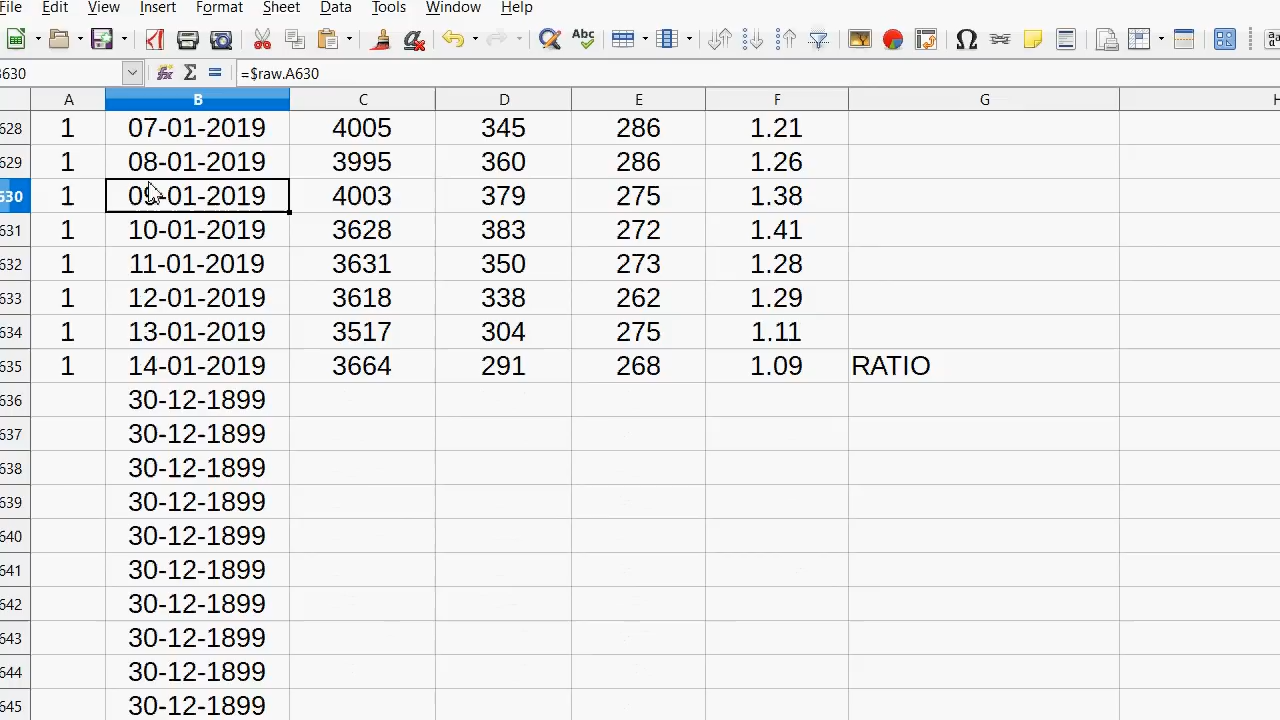 File Edit View Insert Format Sheet Data Tools Window Help
Abc
B630 =$raw.A630
A B C D E F G H
628 1 07-01-2019 4005 345 286 1.21
629 1 08-01-2019 3995 360 286 1.26
630 1 09-01-2019 4003 379 275 1.38
631 1 10-01-2019 3628 383 272 1.41
632 1 11-01-2019 3631 350 273 1.28
633 1 12-01-2019 3618 338 262 1.29
634 1 13-01-2019 3517 304 275 1.11
635 1 14-01-2019 3664 291 268 1.09 RATIO
636 30-12-1899
637 30-12-1899
638 30-12-1899
639 30-12-1899
640 30-12-1899
641 30-12-1899
642 30-12-1899
643 30-12-1899
644 30-12-1899
645 30-12-1899